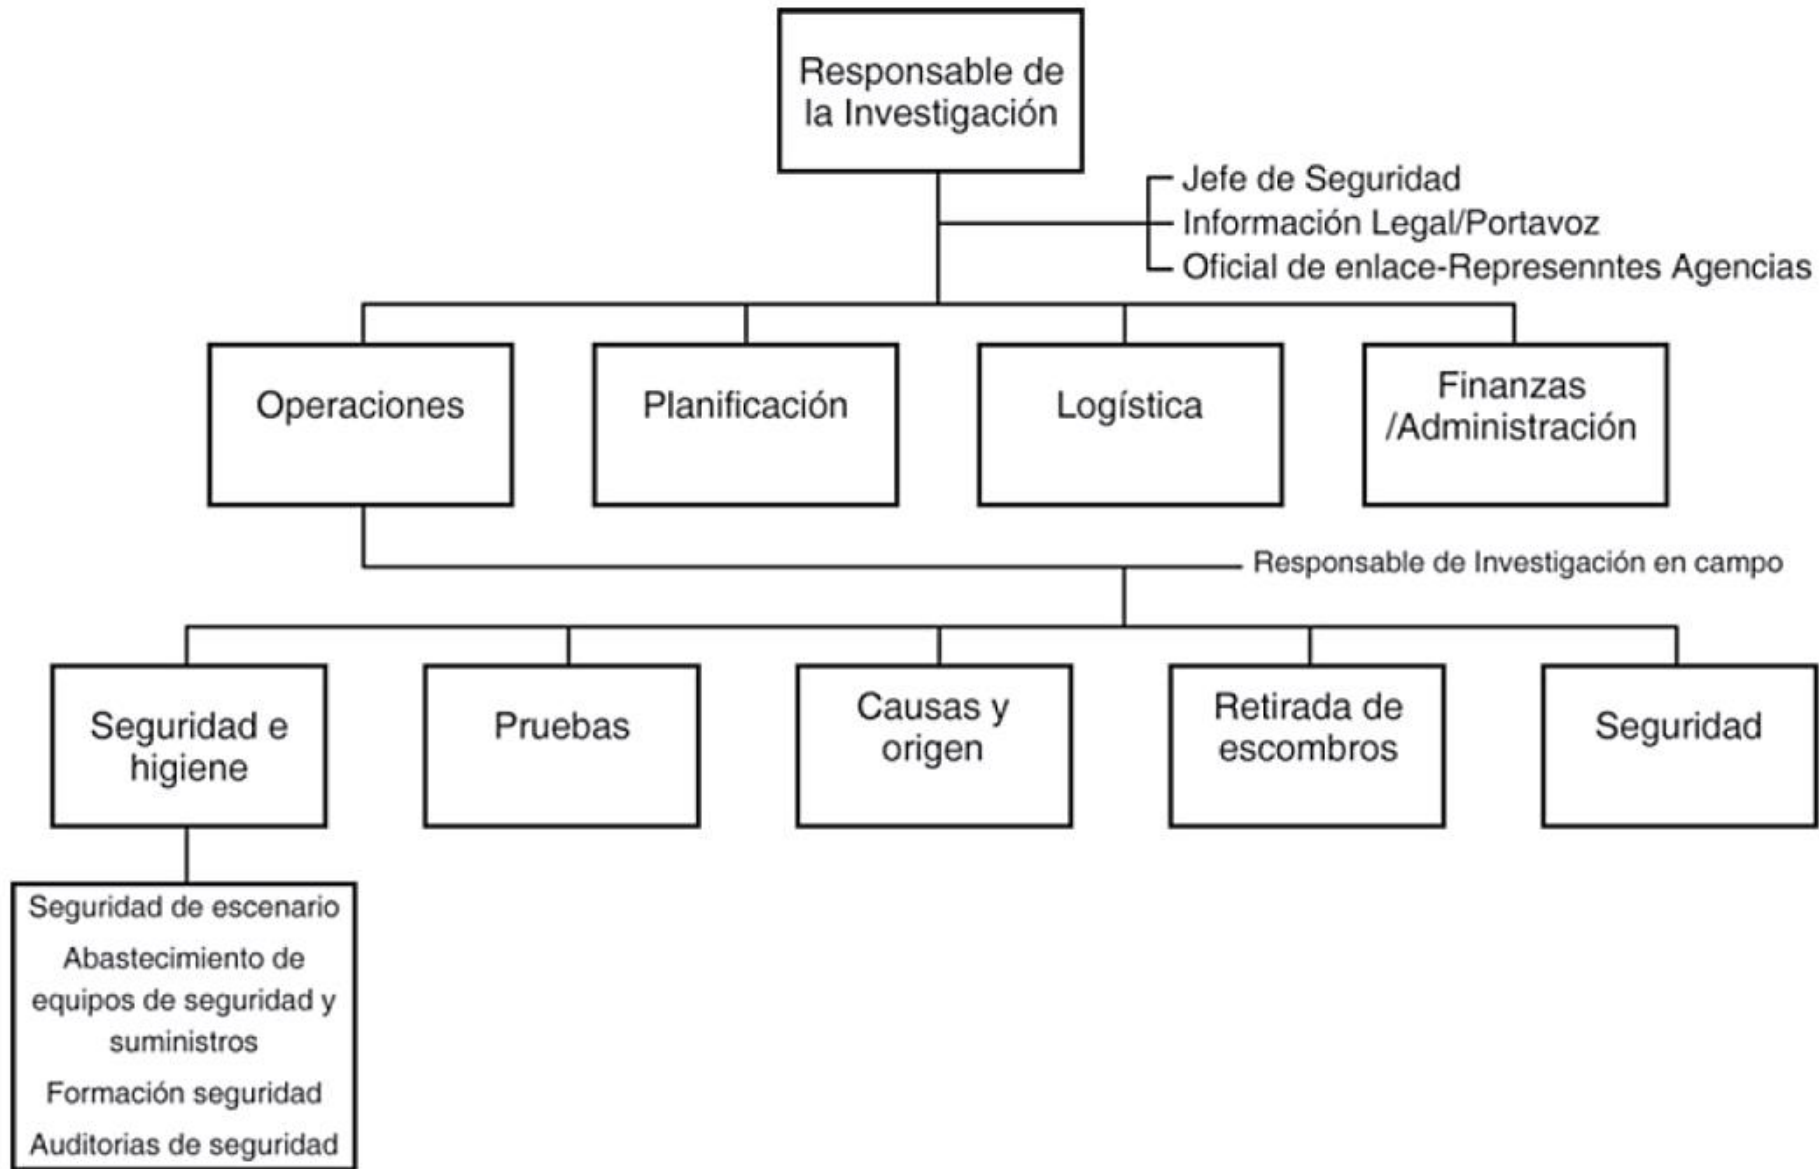 Responsable de
la Investigación
Jefe de Seguridad
Información Legal/Portavoz
Oficial de enlace-Represenntes Agencias
Operaciones
Planificación
Logística
Finanzas
/Administración
Responsable de Investigación en campo
Seguridad e
higiene
Pruebas
Causas y
origen
Retirada de
escombros
Seguridad
Seguridad de escenario
Abastecimiento de
equipos de seguridad y
suministros
Formación seguridad
Auditorias de seguridad